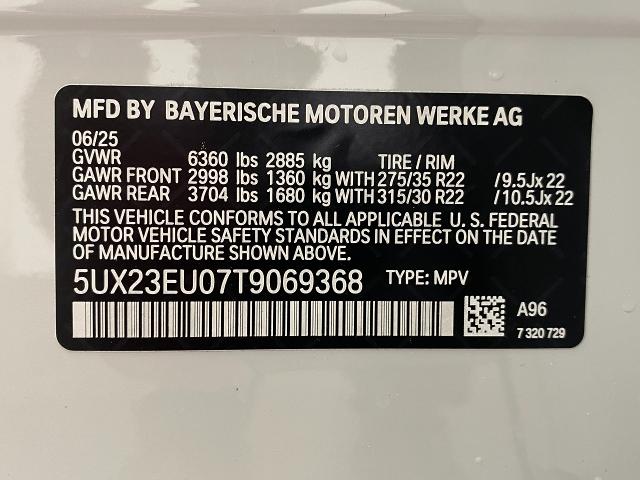 MFD BY BAYERISCHE MOTOREN WERKE AG
06/25
GVWR 6360 lbs 2885 kg TIRE / RIM
GAWR FRONT 2998 lbs 1360 kg WITH 275/35 R22 /9.5Jx 22
GAWR REAR 3704 lbs 1680 kg WITH 315/30 R22 /10.5Jx 22
THIS VEHICLE CONFORMS TO ALL APPLICABLE U. S. FEDERAL
MOTOR VEHICLE SAFETY STANDARDS IN EFFECT ON THE DATE
OF MANUFACTURE SHOWN ABOVE.
5UX23EU07T9069368 TYPE: MPV
A96
7 320 729